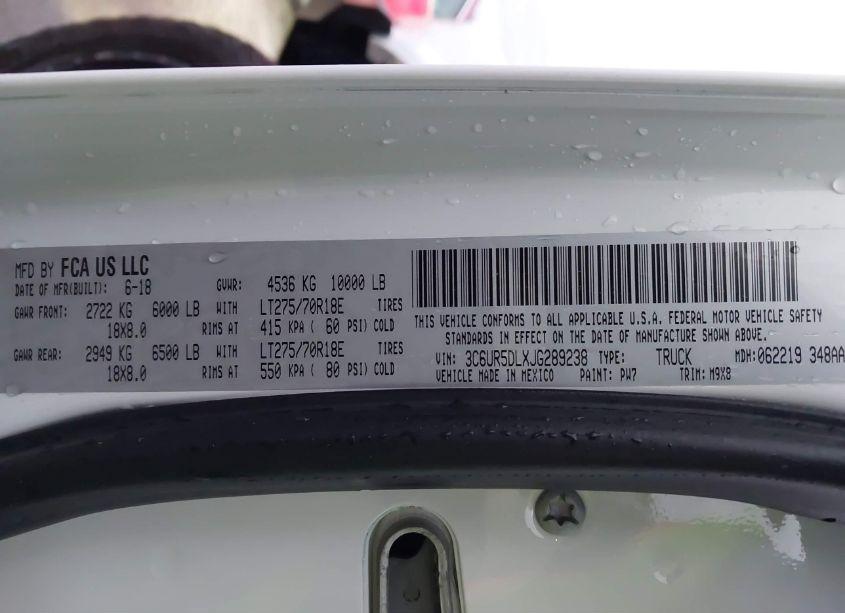 MFD BY FCA US LLC
DATE OF MFR(BUILT): 6-18 GVWR: 4536 KG 10000 LB
GAWR FRONT: 2722 KG 6000 LB WITH LT275/70R18E TIRES
18X8.0 RIMS AT 415 KPA ( 60 PSI) COLD
GAWR REAR: 2949 KG 6500 LB WITH LT275/70R18E TIRES
18X8.0 RIMS AT 550 KPA ( 80 PSI) COLD
THIS VEHICLE CONFORMS TO ALL APPLICABLE U.S.A. FEDERAL MOTOR VEHICLE SAFETY
STANDARDS IN EFFECT ON THE DATE OF MANUFACTURE SHOWN ABOVE.
VIN: 3C6UR5DLXJG289238 TYPE: TRUCK MDH: 062219 348AA
VEHICLE MADE IN MEXICO PAINT: PW7 TRIM: M9X8